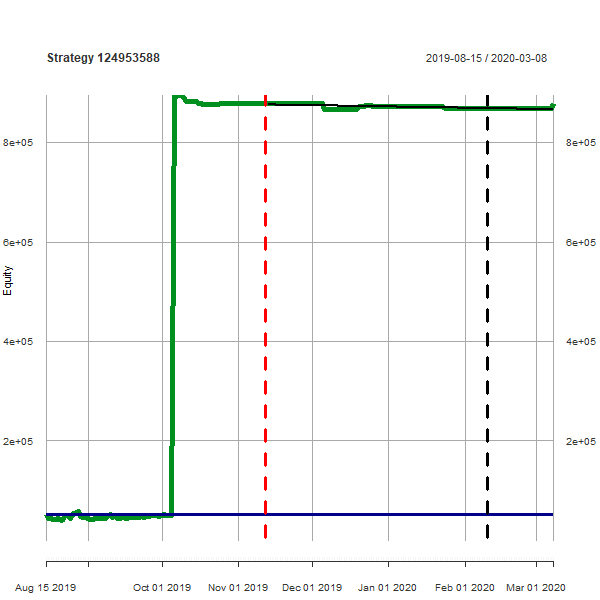 Strategy 124953588
2019-08-15 / 2020-03-08
8e+05
8e+05
6e+05
6e+05
Equity
4e+05
4e+05
2e+05
2e+05
Aug 15 2019
Oct 01 2019
Nov 01 2019
Dec 01 2019
Jan 01 2020
Feb 01 2020
Mar 01 2020